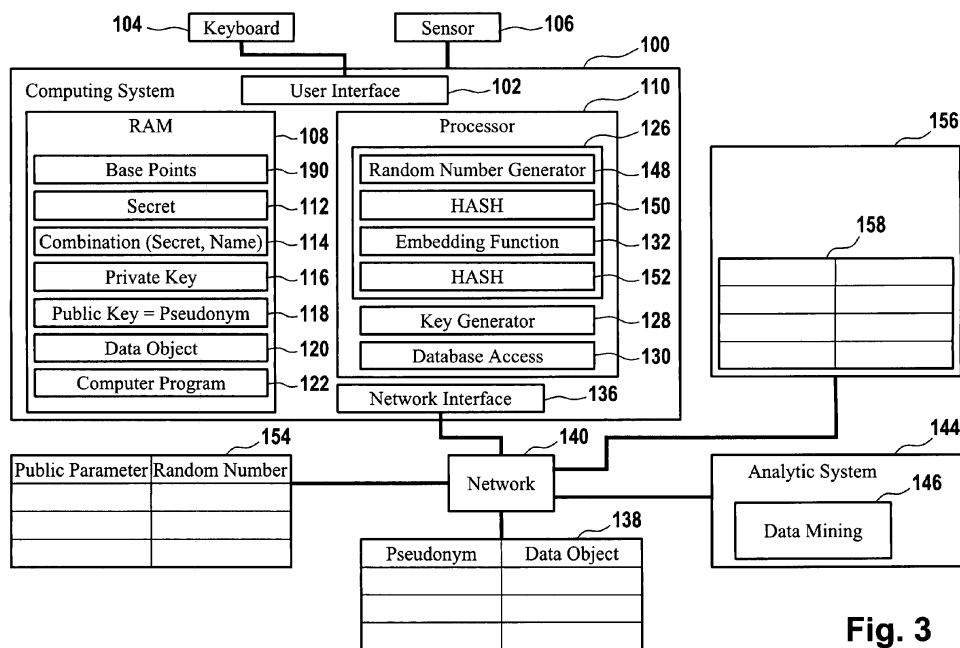 104 Keyboard
Sensor 106
100
Computing System
User Interface 102
110
RAM
108
Processor
126
156
Base Points 190
Random Number Generator 148
Secret 112
HASH 150
Combination (Secret, Name) 114
Embedding Function 132
158
Private Key 116
HASH 152
Public Key = Pseudonym 118
Key Generator 128
Data Object 120
Database Access 130
Computer Program 122
Network Interface 136
154
140
144
Public Parameter Random Number
Network
Analytic System
146
Data Mining
138
Pseudonym Data Object
Fig. 3